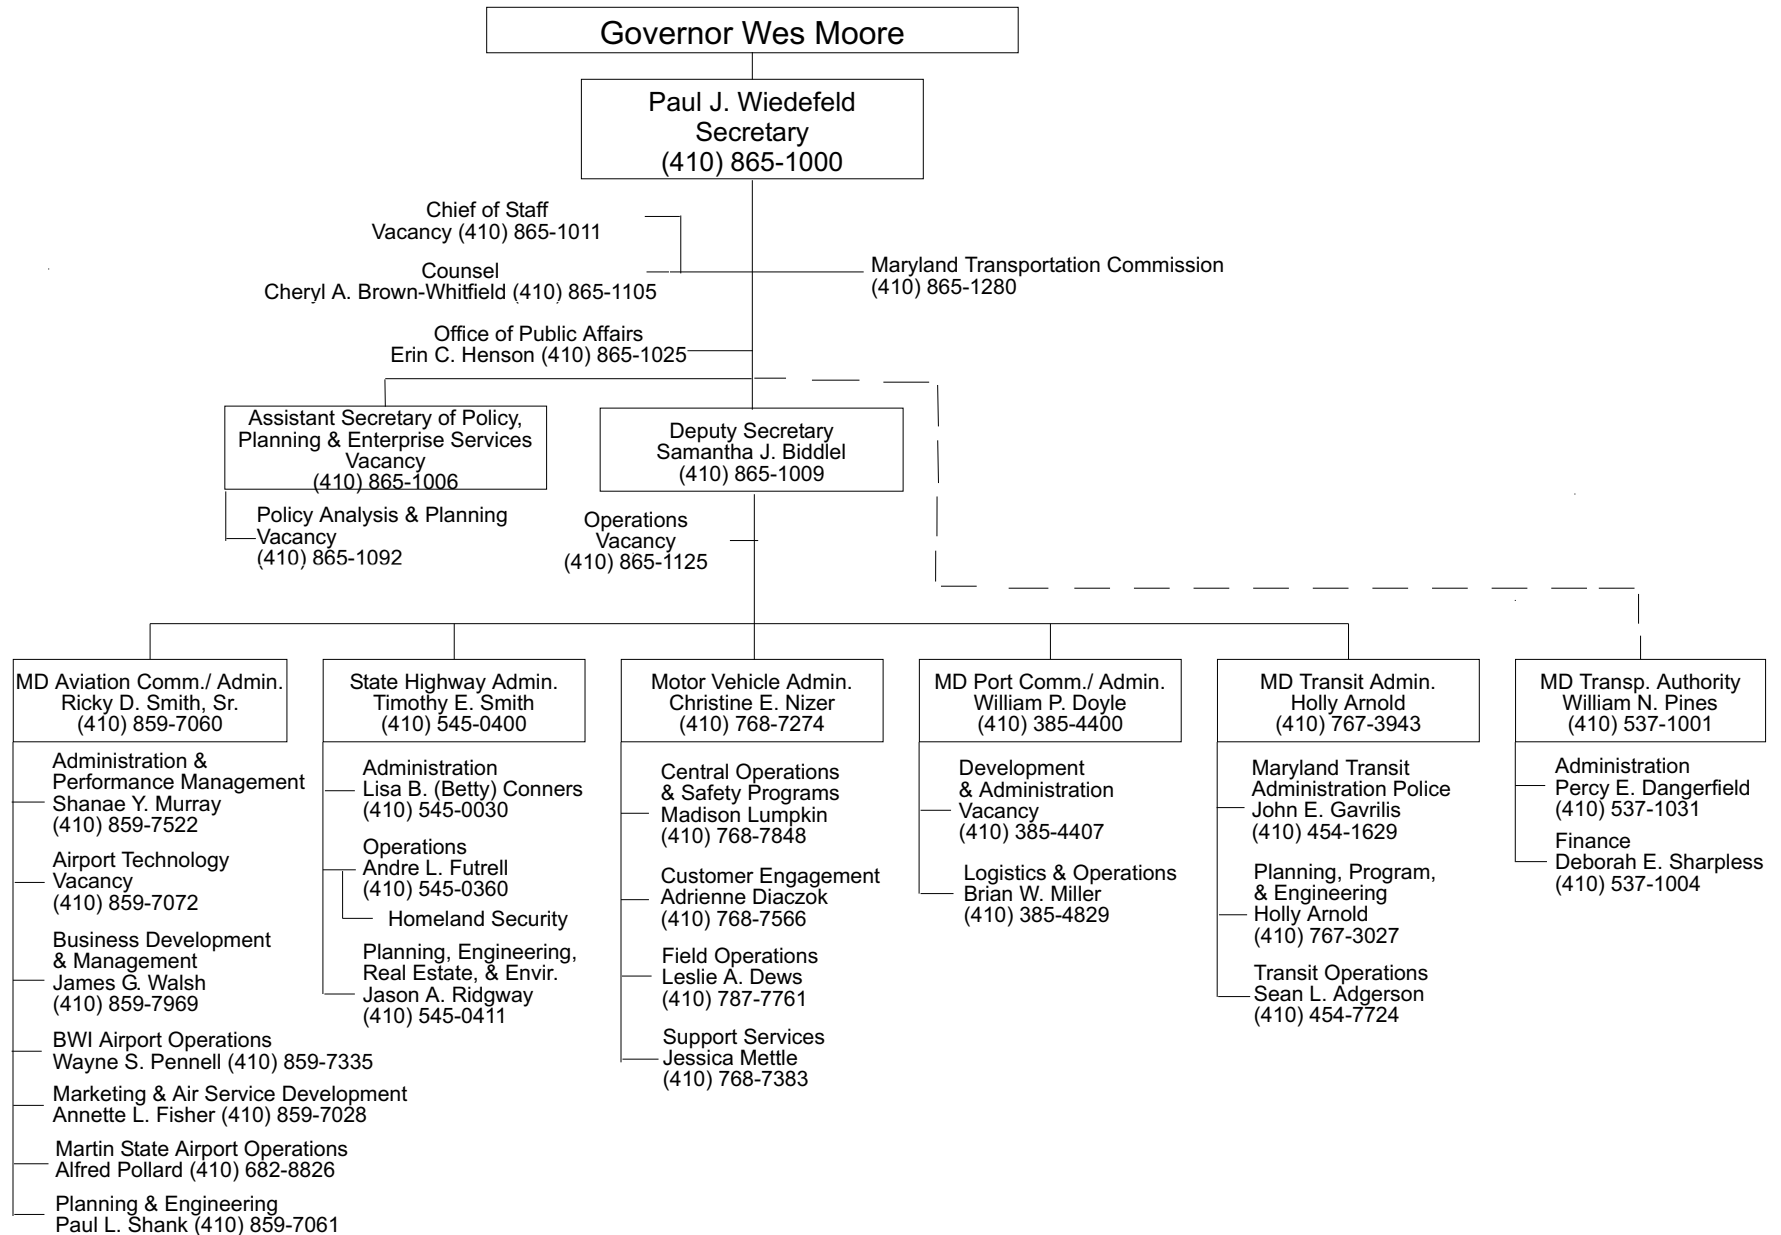 Governor Wes Moore
Paul J. Wiedefeld
Secretary
(410) 865-1000
Chief of Staff
Vacancy (410) 865-1011
Counsel
Cheryl A. Brown-Whitfield (410) 865-1105
Maryland Transportation Commission
(410) 865-1280
Office of Public Affairs
Erin C. Henson (410) 865-1025
Assistant Secretary of Policy,
Planning & Enterprise Services
Vacancy
(410) 865-1006
Policy Analysis & Planning
Vacancy
(410) 865-1092
Deputy Secretary
Samantha J. Biddlel
(410) 865-1009
Operations
Vacancy
(410) 865-1125
MD Aviation Comm./ Admin.
Ricky D. Smith, Sr.
(410) 859-7060
Administration &
Performance Management
Shanae Y. Murray
(410) 859-7522
Airport Technology
Vacancy
(410) 859-7072
Business Development
& Management
James G. Walsh
(410) 859-7969
BWI Airport Operations
Wayne S. Pennell (410) 859-7335
Marketing & Air Service Development
Annette L. Fisher (410) 859-7028
Martin State Airport Operations
Alfred Pollard (410) 682-8826
Planning & Engineering
Paul L. Shank (410) 859-7061
State Highway Admin.
Timothy E. Smith
(410) 545-0400
Administration
Lisa B. (Betty) Conners
(410) 545-0030
Operations
Andre L. Futrell
(410) 545-0360
Homeland Security
Planning, Engineering,
Real Estate, & Envir.
Jason A. Ridgway
(410) 545-0411
Motor Vehicle Admin.
Christine E. Nizer
(410) 768-7274
Central Operations
& Safety Programs
Madison Lumpkin
(410) 768-7848
Customer Engagement
Adrienne Diaczok
(410) 768-7566
Field Operations
Leslie A. Dews
(410) 787-7761
Support Services
Jessica Mettle
(410) 768-7383
MD Port Comm./ Admin.
William P. Doyle
(410) 385-4400
Development
& Administration
Vacancy
(410) 385-4407
Logistics & Operations
Brian W. Miller
(410) 385-4829
MD Transit Admin.
Holly Arnold
(410) 767-3943
Maryland Transit
Administration Police
John E. Gavrilis
(410) 454-1629
Planning, Program,
& Engineering
Holly Arnold
(410) 767-3027
Transit Operations
Sean L. Adgerson
(410) 454-7724
MD Transp. Authority
William N. Pines
(410) 537-1001
Administration
Percy E. Dangerfield
(410) 537-1031
Finance
Deborah E. Sharpless
(410) 537-1004